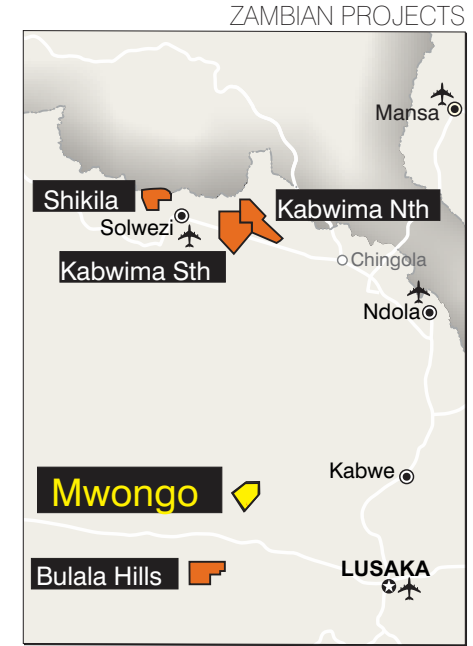 ZAMBIAN PROJECTS
Mansa
Shikila
Kabwima Nth
Solwezi
Kabwima Sth
Chingola
Ndola
Kabwe
Mwongo
LUSAKA
Bulala Hills